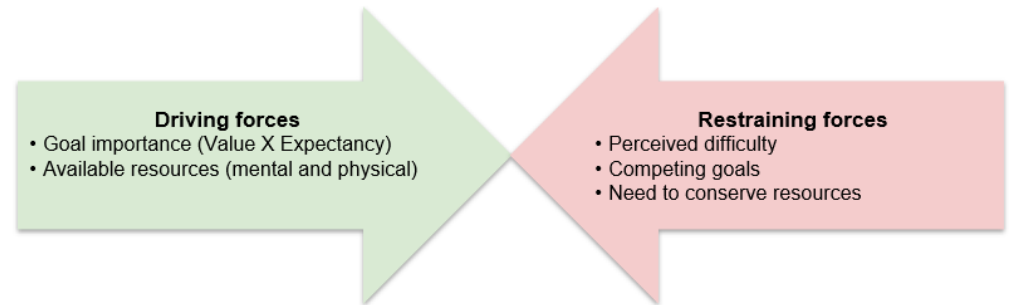 Driving forces
• Goal importance (Value X Expectancy)
• Available resources (mental and physical)
Restraining forces
• Perceived difficulty
• Competing goals
• Need to conserve resources